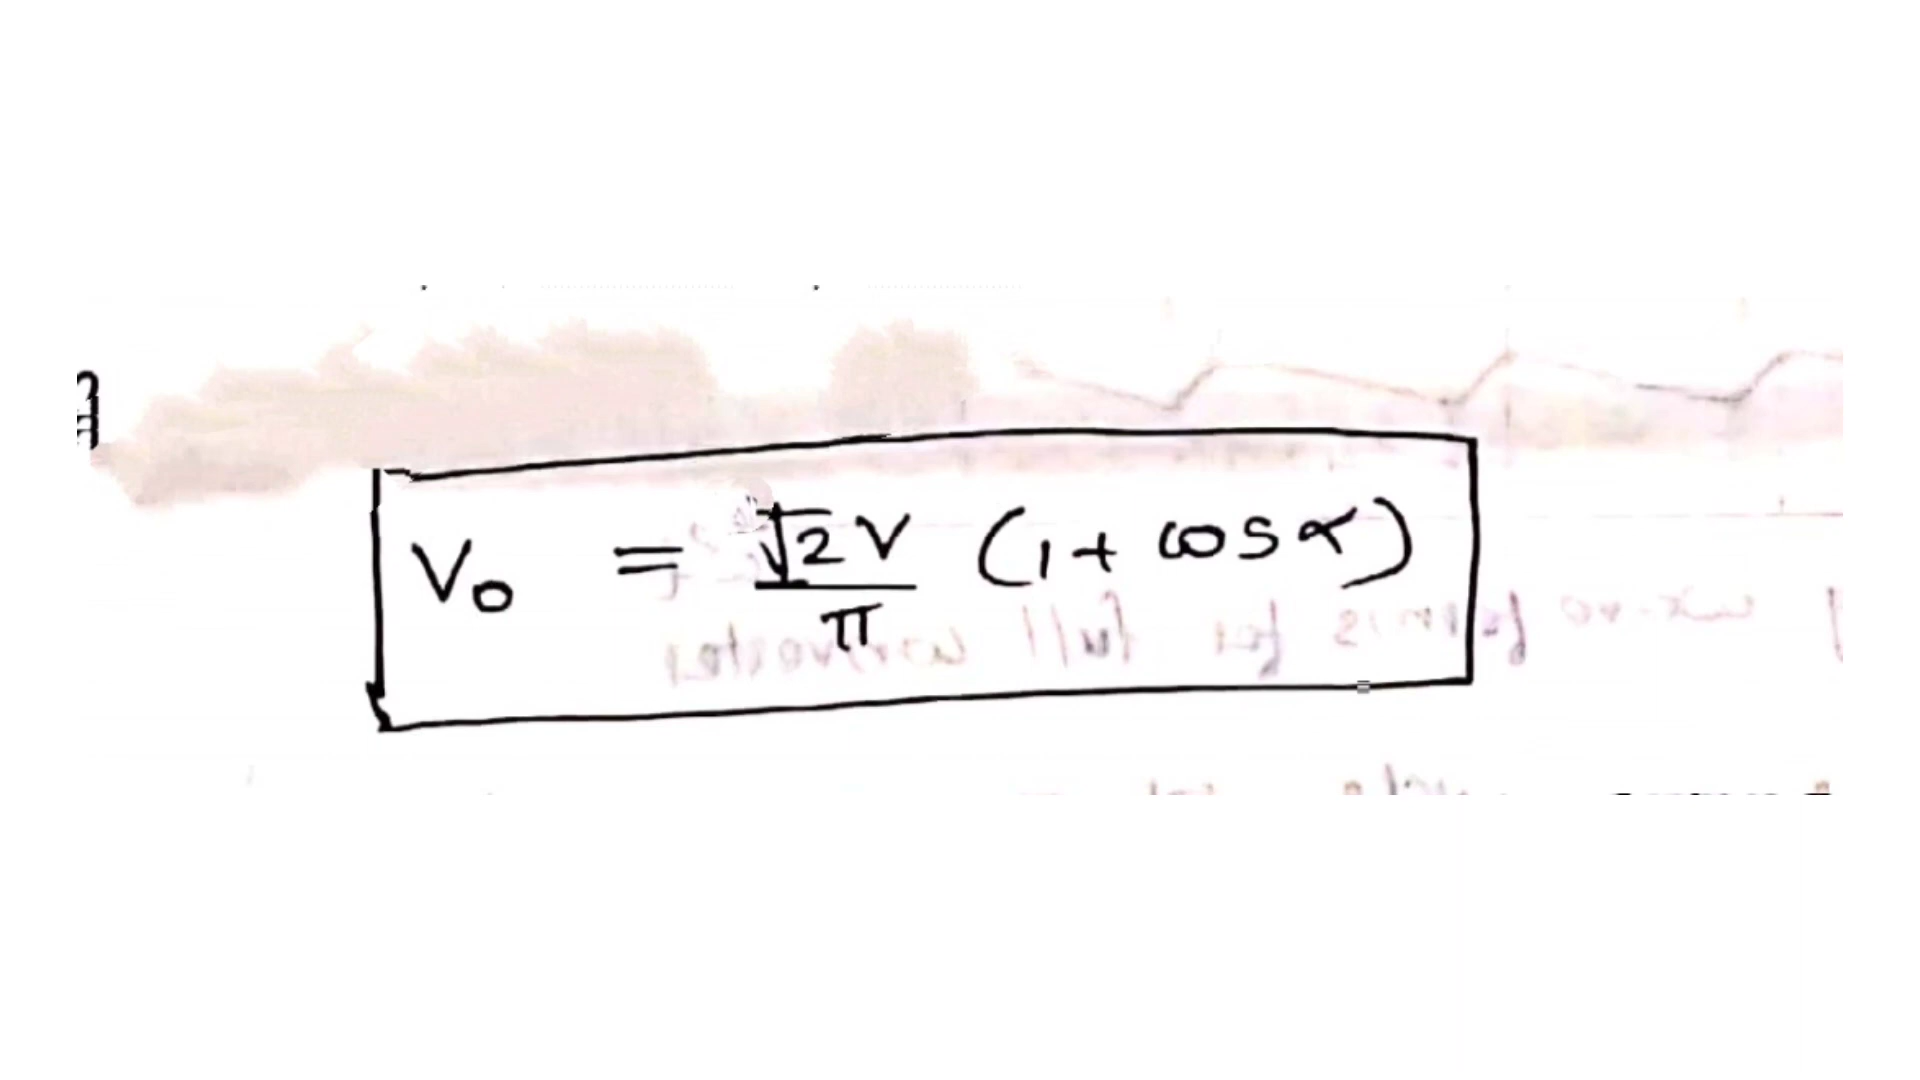 V₀ = √2 V / π (1 + cos α)